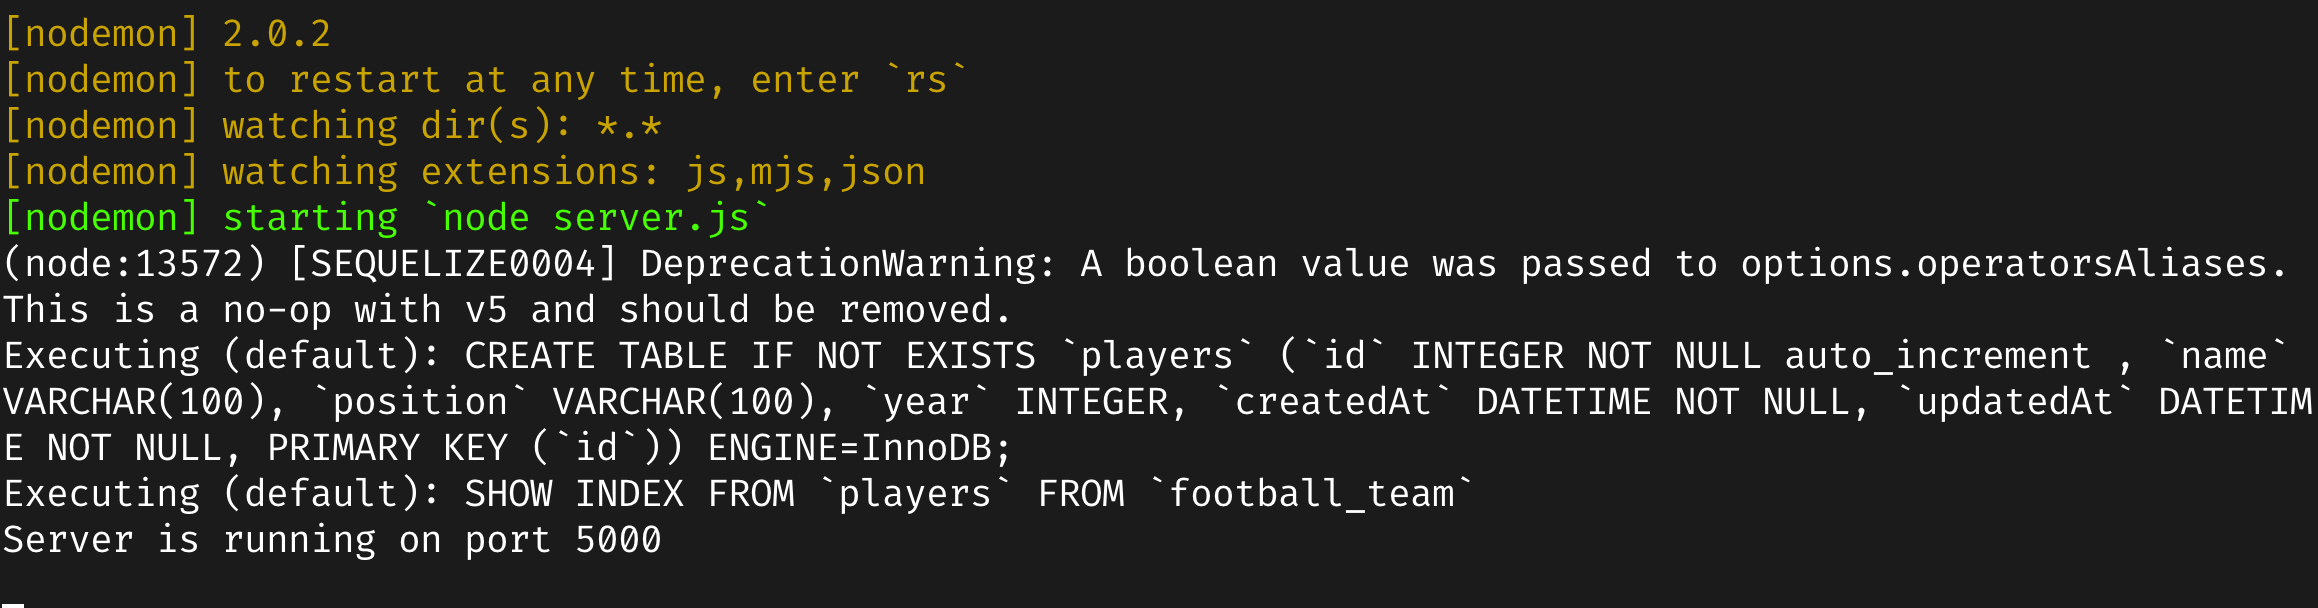 [nodemon] 2.0.2
[nodemon] to restart at any time, enter `rs`
[nodemon] watching dir(s): *.*
[nodemon] watching extensions: js,mjs,json
[nodemon] starting `node server.js`
(node:13572) [SEQUELIZE0004] DeprecationWarning: A boolean value was passed to options.operatorsAliases.
This is a no-op with v5 and should be removed.
Executing (default): CREATE TABLE IF NOT EXISTS `players` (`id` INTEGER NOT NULL auto_increment , `name`
VARCHAR(100), `position` VARCHAR(100), `year` INTEGER, `createdAt` DATETIME NOT NULL, `updatedAt` DATETIM
E NOT NULL, PRIMARY KEY (`id`)) ENGINE=InnoDB;
Executing (default): SHOW INDEX FROM `players` FROM `football_team`
Server is running on port 5000